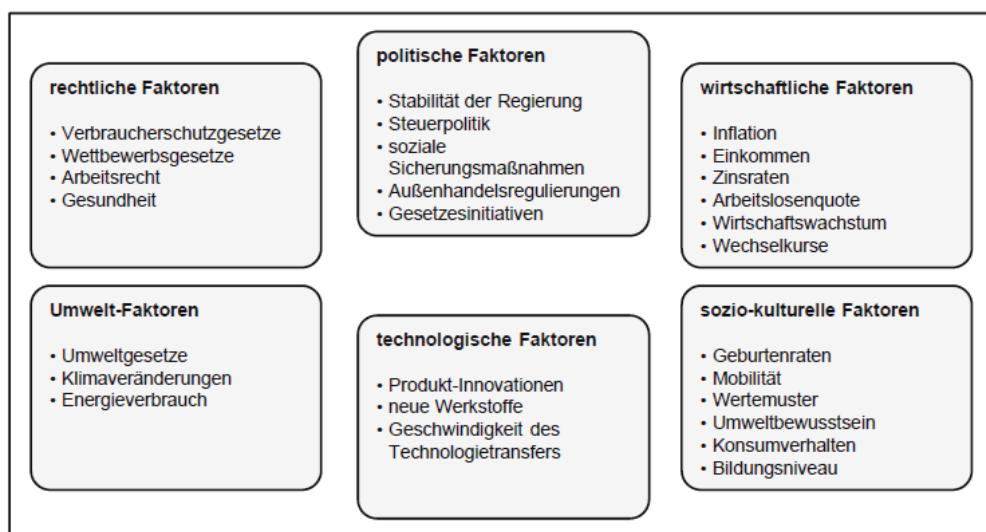 rechtliche Faktoren
• Verbraucherschutzgesetze
• Wettbewerbsgesetze
• Arbeitsrecht
• Gesundheit
politische Faktoren
• Stabilität der Regierung
• Steuerpolitik
• soziale
Sicherungsmaßnahmen
• Außenhandelsregulierungen
• Gesetzesinitiativen
wirtschaftliche Faktoren
• Inflation
• Einkommen
• Zinsraten
• Arbeitslosenquote
• Wirtschaftswachstum
• Wechselkurse
Umwelt-Faktoren
• Umweltgesetze
• Klimaveränderungen
• Energieverbrauch
technologische Faktoren
• Produkt-Innovationen
• neue Werkstoffe
• Geschwindigkeit des
Technologietransfers
sozio-kulturelle Faktoren
• Geburtenraten
• Mobilität
• Wertemuster
• Umweltbewusstsein
• Konsumverhalten
• Bildungsniveau